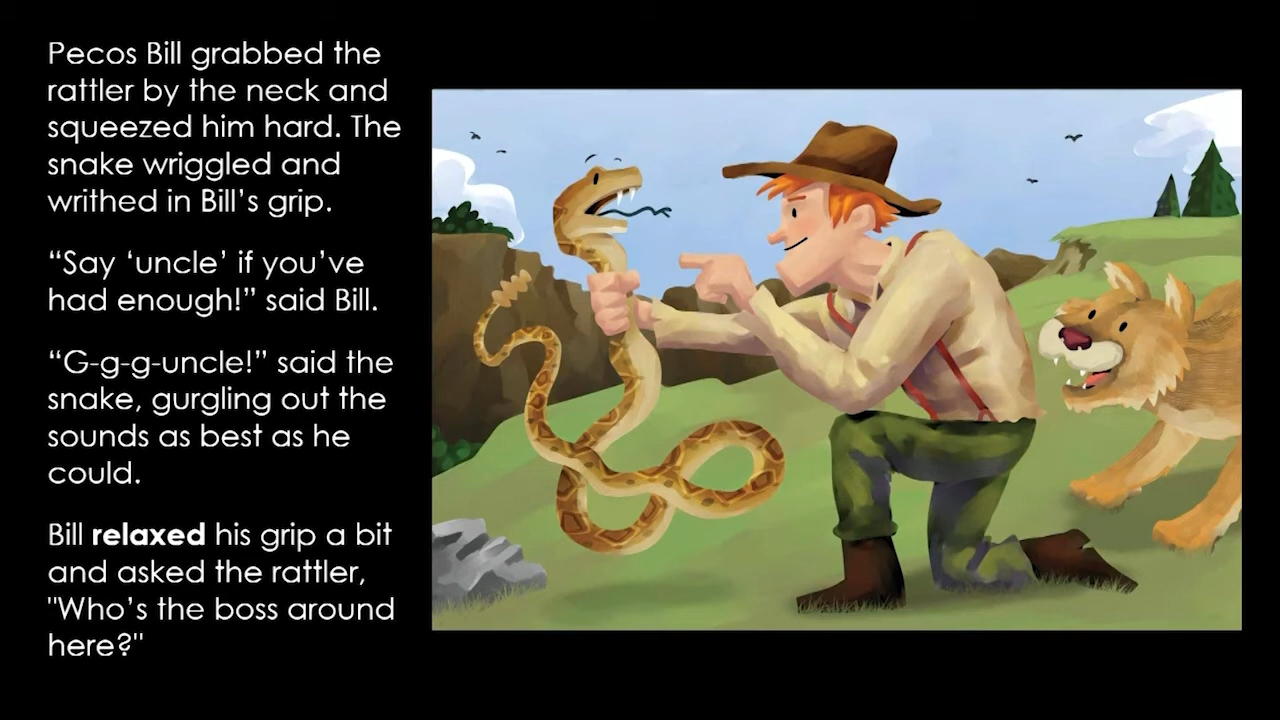 Pecos Bill grabbed the
rattler by the neck and
squeezed him hard. The
snake wriggled and
writhed in Bill’s grip.
“Say ‘uncle’ if you’ve
had enough!” said Bill.
“G-g-g-uncle!” said the
snake, gurgling out the
sounds as best as he
could.
Bill relaxed his grip a bit
and asked the rattler,
"Who’s the boss around
here?"